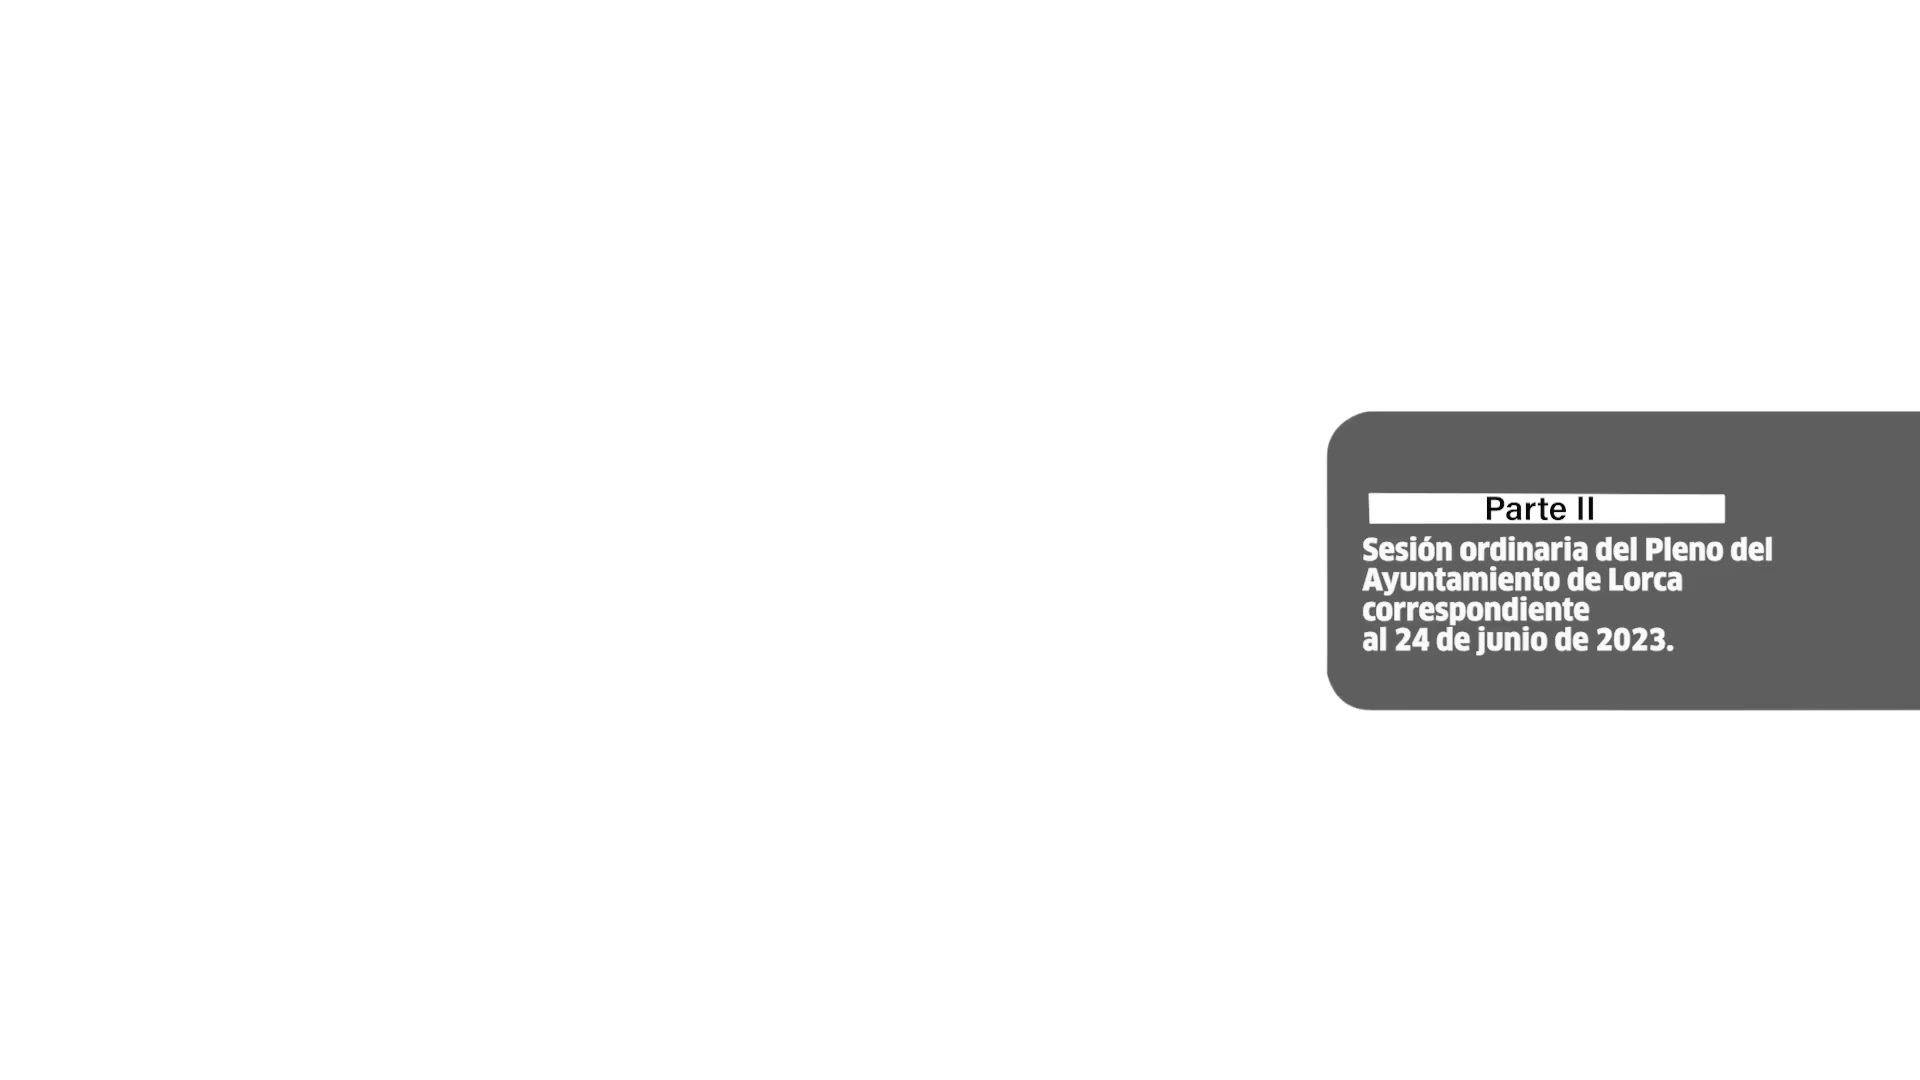 Parte II
Sesión ordinaria del Pleno del
Ayuntamiento de Lorca
correspondiente
al 24 de junio de 2023.